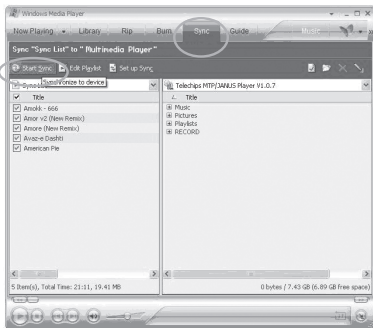 Windows Media Player
Now Playing Library Rip Burn Sync Guide Music
Sync "Sync List" to "Multimedia Player"
Start Sync Edit Playlist Set up Sync
Synchronize to device
Telechips MTP/JANUS Player V1.0.7
Title
Title
Amokk - 666
Amor v2 (New Remix)
Amore (New Remix)
Avaz-e Dashti
American Pie
Music
Pictures
Playlists
RECORD
5 Item(s), Total Time: 21:11, 19.41 MB
0 bytes / 7.43 GB (6.89 GB free space)